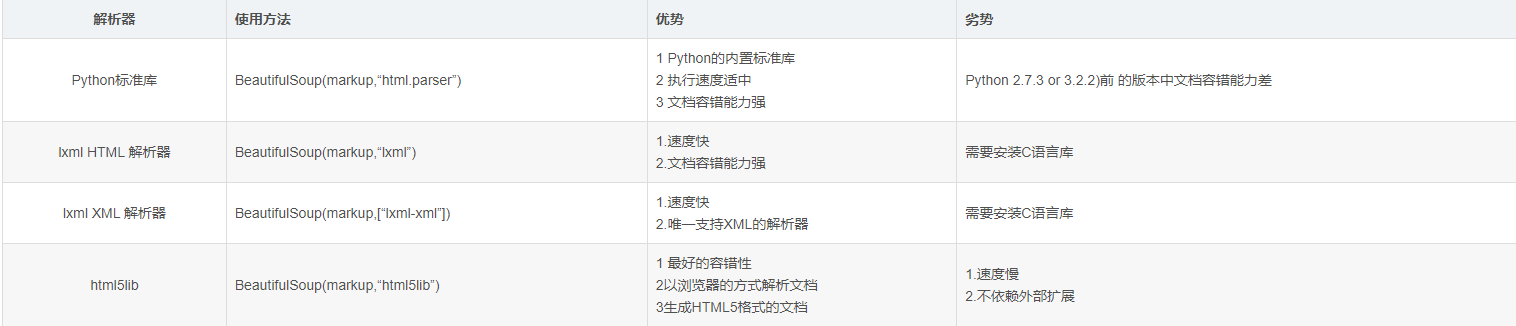 解析器 使用方法 优势 劣势
Python标准库 BeautifulSoup(markup,“html.parser”) 1 Python的内置标准库
2 执行速度适中
3 文档容错能力强 Python 2.7.3 or 3.2.2)前 的版本中文档容错能力差
lxml HTML 解析器 BeautifulSoup(markup,“lxml”) 1.速度快
2.文档容错能力强 需要安装C语言库
lxml XML 解析器 BeautifulSoup(markup,[“lxml-xml”]) 1.速度快
2.唯一支持XML的解析器 需要安装C语言库
html5lib BeautifulSoup(markup,“html5lib”) 1 最好的容错性
2以浏览器的方式解析文档
3生成HTML5格式的文档 1.速度慢
2.不依赖外部扩展